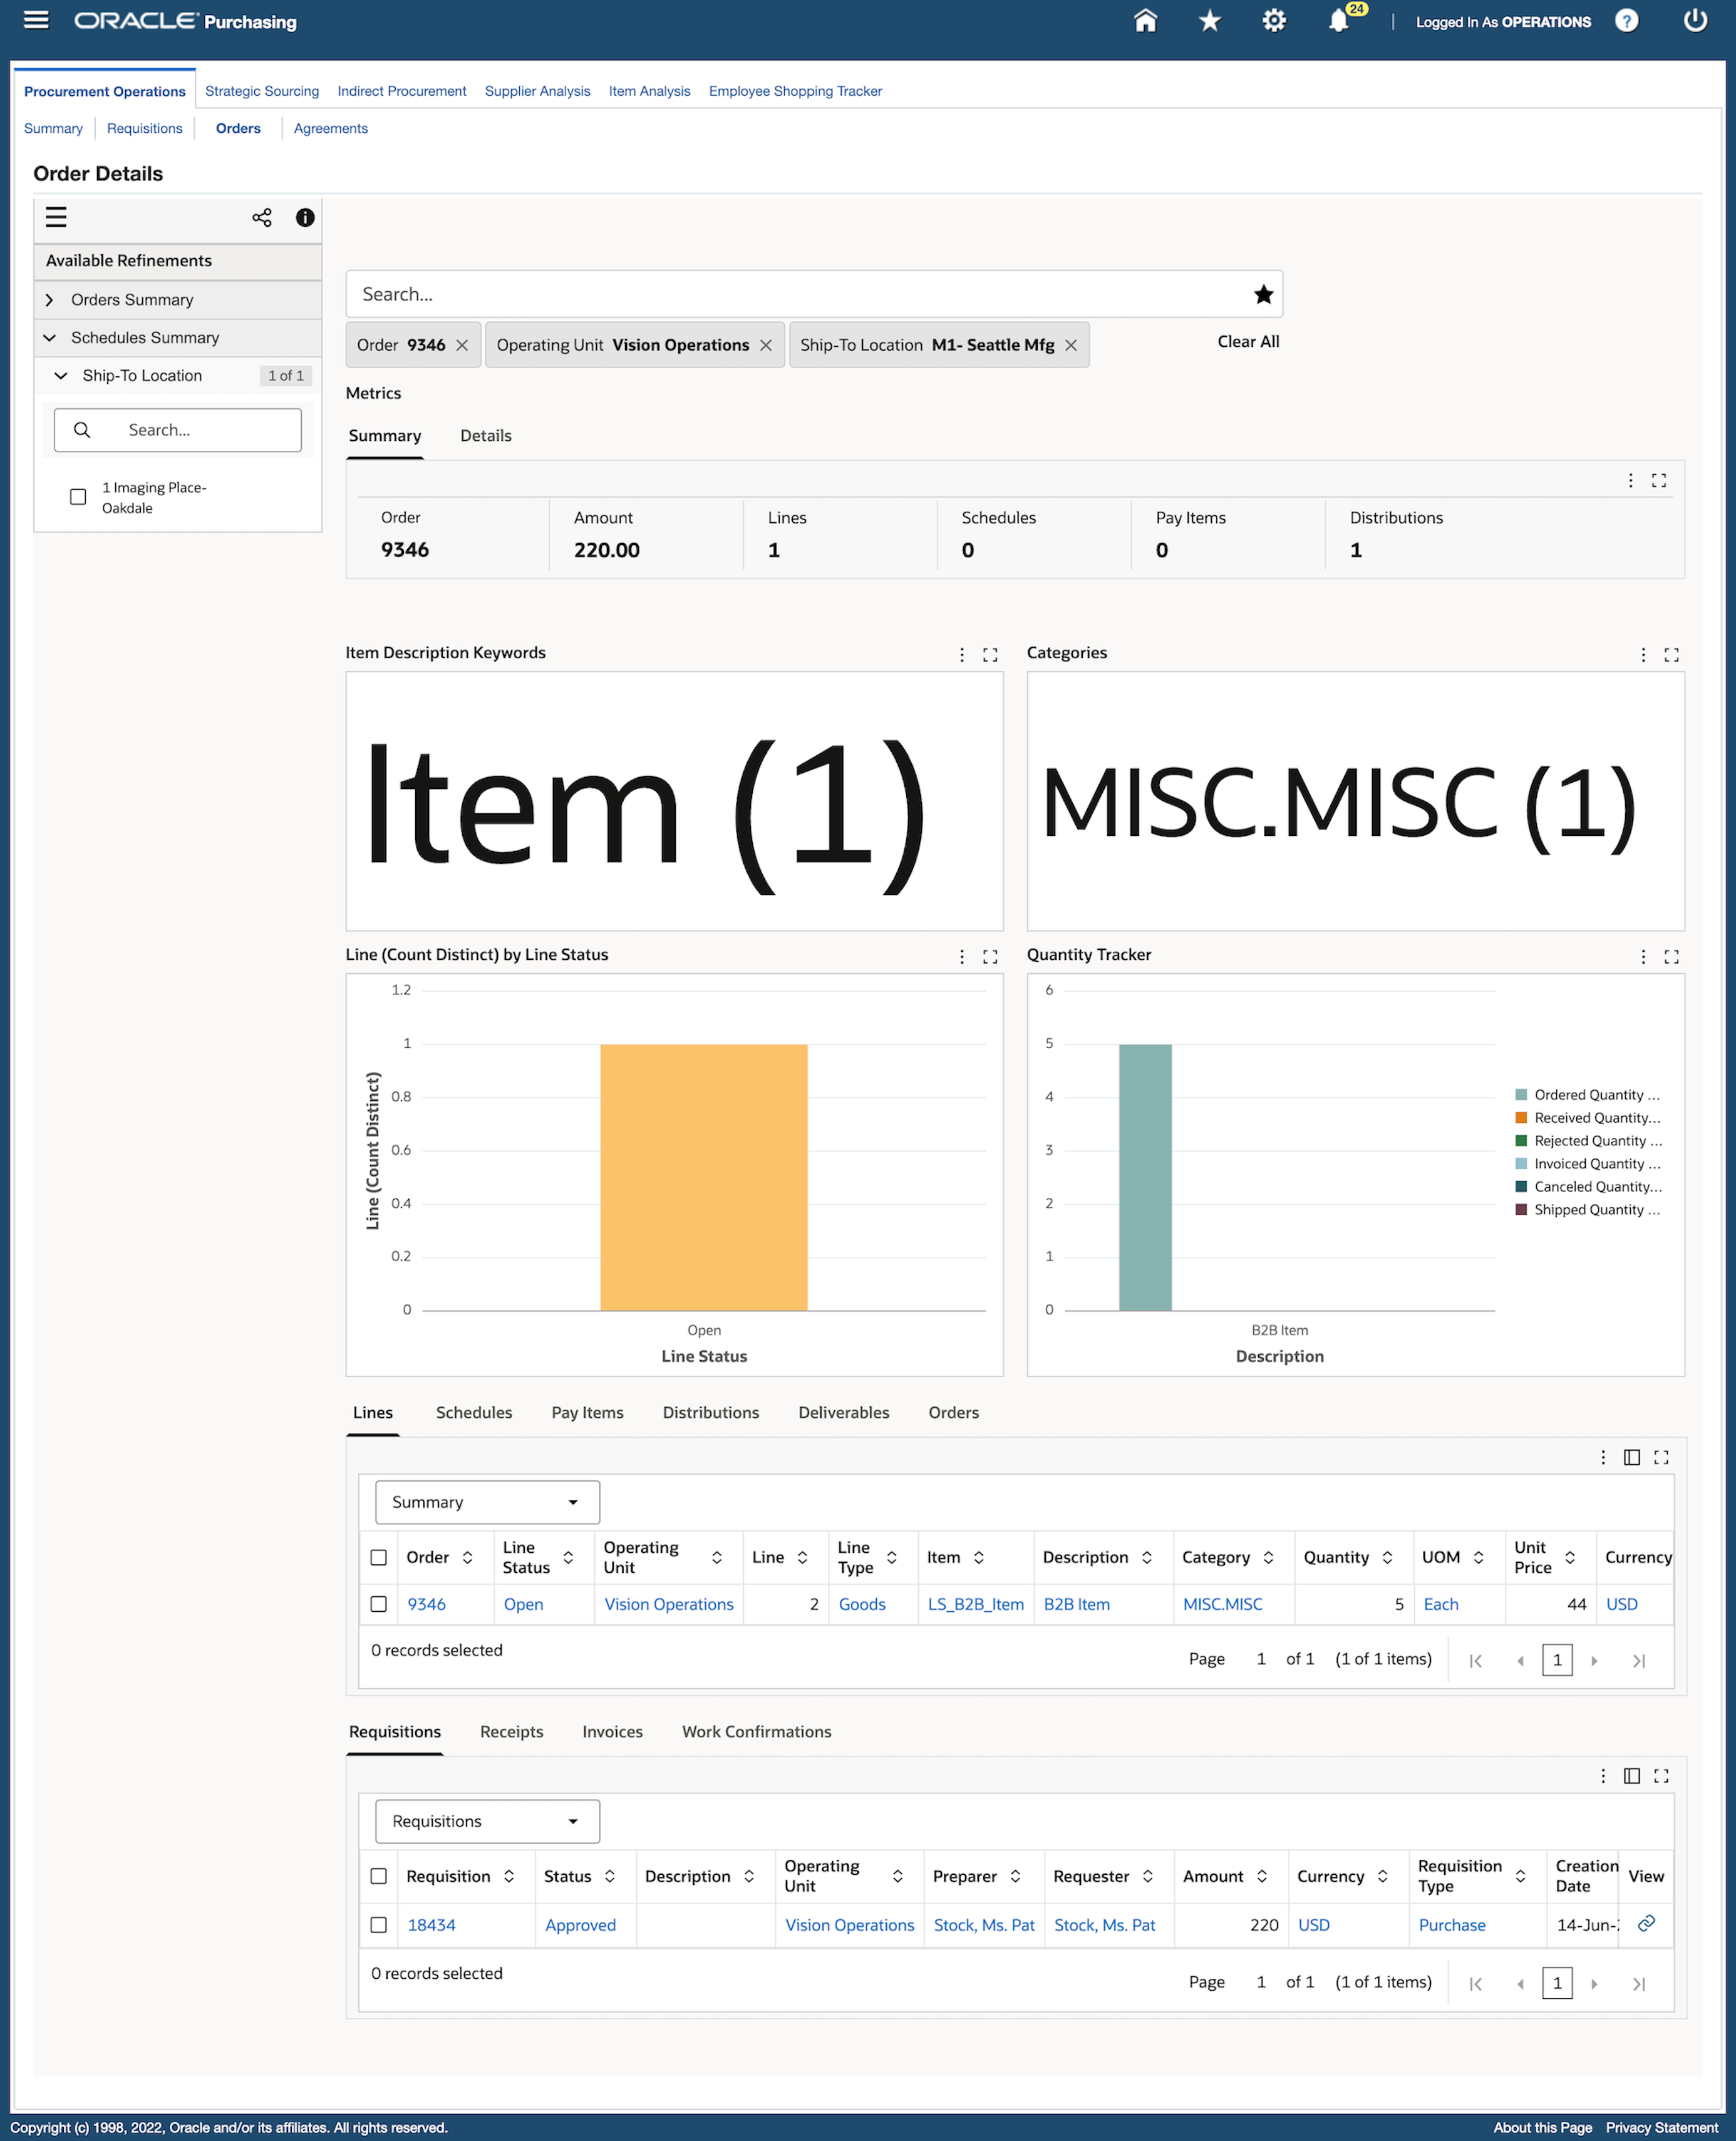 ORACLE Purchasing
24
Logged In As OPERATIONS
?
Procurement Operations Strategic Sourcing Indirect Procurement Supplier Analysis Item Analysis Employee Shopping Tracker
Summary Requisitions Orders Agreements
Order Details
Available Refinements
Orders Summary
Schedules Summary
Ship-To Location 1 of 1
Search...
1 Imaging Place-
Oakdale
Search...
Order 9346 Operating Unit Vision Operations Ship-To Location M1- Seattle Mfg Clear All
Metrics
Summary Details
Order Amount Lines Schedules Pay Items Distributions
9346 220.00 1 0 0 1
Item Description Keywords
Item (1)
Categories
MISC.MISC (1)
Line (Count Distinct) by Line Status
1.2
1
0.8
0.6
0.4
0.2
0
Line (Count Distinct)
Open
Line Status
Quantity Tracker
6
5
4
3
2
1
0
B2B Item
Description
Ordered Quantity ...
Received Quantity...
Rejected Quantity ...
Invoiced Quantity ...
Canceled Quantity...
Shipped Quantity ...
Lines Schedules Pay Items Distributions Deliverables Orders
Summary
Order Line Status Operating Unit Line Line Type Item Description Category Quantity UOM Unit Price Currency
9346 Open Vision Operations 2 Goods LS_B2B_Item B2B Item MISC.MISC 5 Each 44 USD
0 records selected
Page 1 of 1 (1 of 1 items) 1
Requisitions Receipts Invoices Work Confirmations
Requisitions
Requisition Status Description Operating Unit Preparer Requester Amount Currency Requisition Type Creation Date View
18434 Approved Vision Operations Stock, Ms. Pat Stock, Ms. Pat 220 USD Purchase 14-Jun-
0 records selected
Page 1 of 1 (1 of 1 items) 1
Copyright (c) 1998, 2022, Oracle and/or its affiliates. All rights reserved.
About this Page Privacy Statement